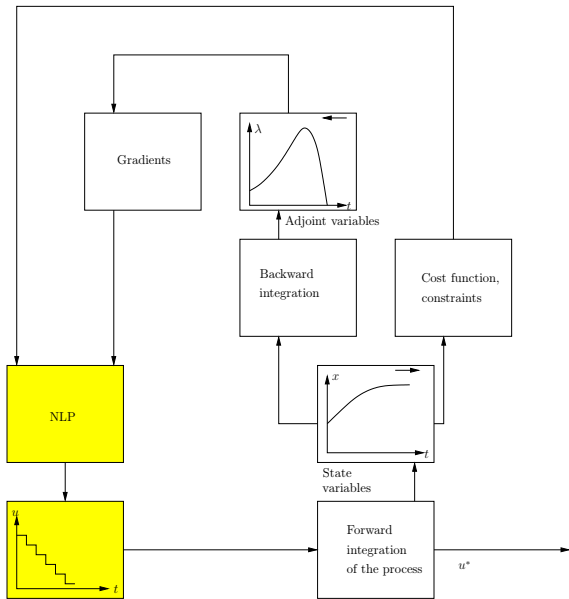 Gradients
λ
t
Adjoint variables
Backward
integration
Cost function,
constraints
x
t
State
variables
NLP
u
t
Forward
integration
of the process
u*